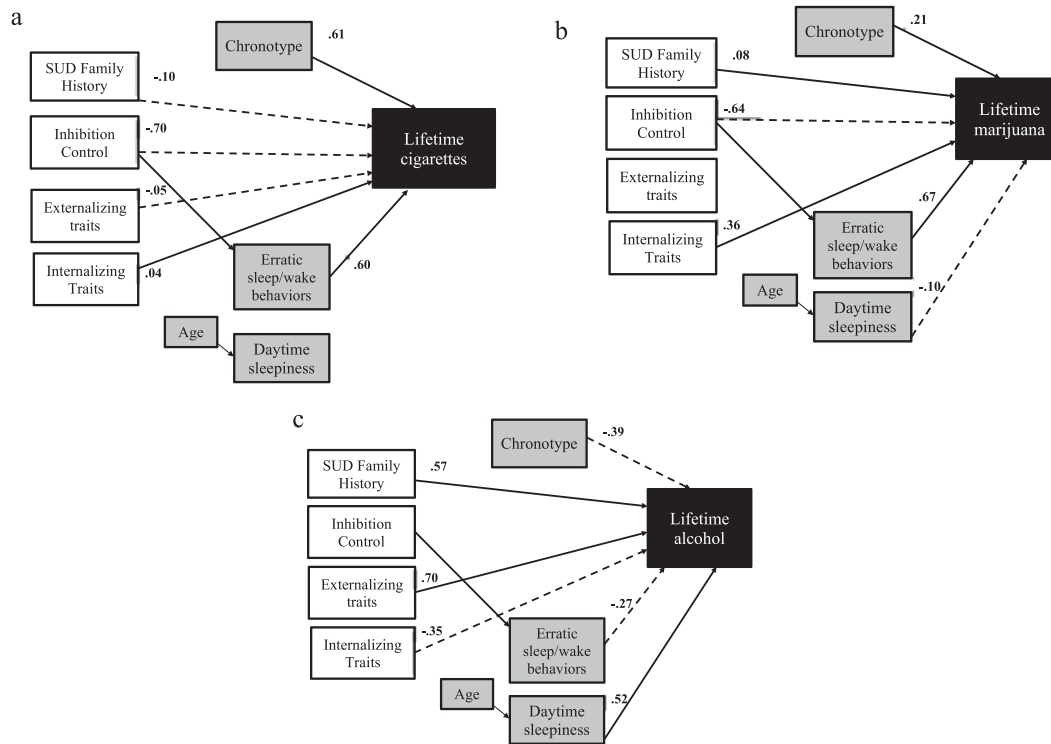 a
Chronotype
.61
SUD Family
History
-.10
Inhibition
Control
-.70
Lifetime
cigarettes
Externalizing
traits
-.05
Internalizing
Traits
.04
Erratic
sleep/wake
behaviors
.60
Age
Daytime
sleepiness
b
Chronotype
.21
SUD Family
History
.08
Inhibition
Control
-.64
Lifetime
marijuana
Externalizing
traits
Internalizing
Traits
.36
Erratic
sleep/wake
behaviors
.67
Age
Daytime
sleepiness
-.10
c
Chronotype
-.39
SUD Family
History
.57
Inhibition
Control
Lifetime
alcohol
Externalizing
traits
.70
Internalizing
Traits
-.35
Erratic
sleep/wake
behaviors
-.27
Age
Daytime
sleepiness
.52